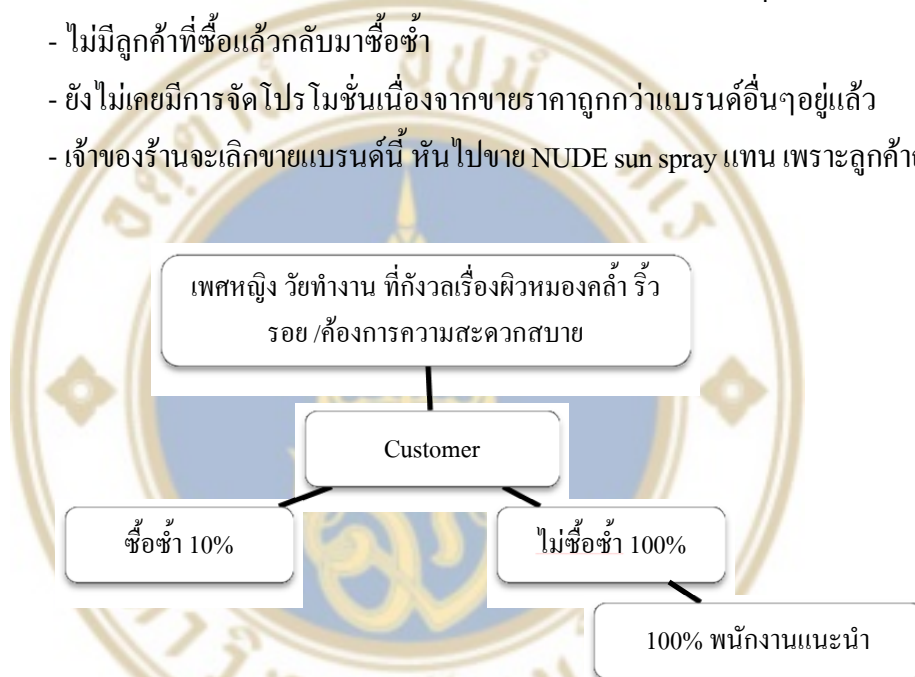 - ไม่มีลูกค้าที่ซื้อแล้วกลับมาซื้อซ้ำ
- ยังไม่เคยมีการจัดโปรโมชั่นเนื่องจากขายราคาถูกกว่าแบรนด์อื่นๆอยู่แล้ว
- เจ้าของร้านจะเลิกขายแบรนด์นี้ หันไปขาย NUDE sun spray แทน เพราะลูกค้า
เพศหญิง วัยทำงาน ที่กังวลเรื่องผิวหมองคล้ำ ริ้ว
รอย /ค้องการความสะดวกสบาย
Customer
ซื้อซ้ำ 10%
ไม่ซื้อซ้ำ 100%
100% พนักงานแนะนำ